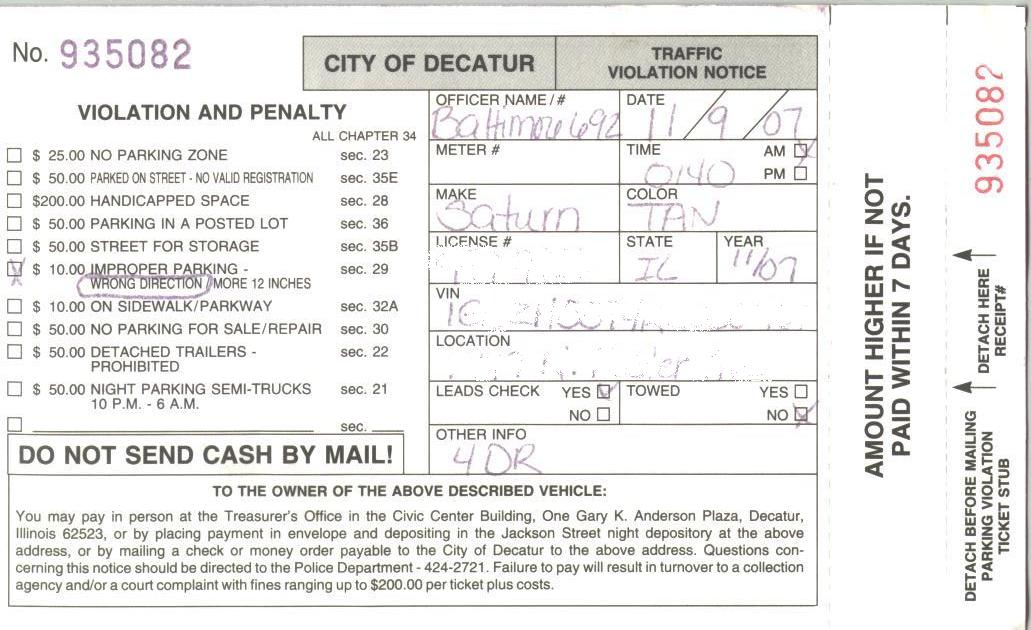 No. 935082
CITY OF DECATUR
TRAFFIC
VIOLATION NOTICE
VIOLATION AND PENALTY
ALL CHAPTER 34
$ 25.00 NO PARKING ZONE sec. 23
$ 50.00 PARKED ON STREET - NO VALID REGISTRATION sec. 35E
$200.00 HANDICAPPED SPACE sec. 28
$ 50.00 PARKING IN A POSTED LOT sec. 36
$ 50.00 STREET FOR STORAGE sec. 35B
$ 10.00 IMPROPER PARKING - sec. 29
WRONG DIRECTION / MORE 12 INCHES
$ 10.00 ON SIDEWALK/PARKWAY sec. 32A
$ 50.00 NO PARKING FOR SALE/REPAIR sec. 30
$ 50.00 DETACHED TRAILERS - sec. 22
PROHIBITED
$ 50.00 NIGHT PARKING SEMI-TRUCKS sec. 21
10 P.M. - 6 A.M.
sec.
DO NOT SEND CASH BY MAIL!
OFFICER NAME / # DATE
Baltimore 692 11/9/07
METER # TIME AM
0140 PM
MAKE COLOR
Saturn TAN
LICENSE # STATE YEAR
IL 11/07
VIN
LOCATION
LEADS CHECK YES TOWED YES
NO NO
OTHER INFO
4 DR
TO THE OWNER OF THE ABOVE DESCRIBED VEHICLE:
You may pay in person at the Treasurer's Office in the Civic Center Building, One Gary K. Anderson Plaza, Decatur,
Illinois 62523, or by placing payment in envelope and depositing in the Jackson Street night depository at the above
address, or by mailing a check or money order payable to the City of Decatur to the above address. Questions con-
cerning this notice should be directed to the Police Department - 424-2721. Failure to pay will result in turnover to a collection
agency and/or a court complaint with fines ranging up to $200.00 per ticket plus costs.
AMOUNT HIGHER IF NOT
PAID WITHIN 7 DAYS.
935082
DETACH HERE
RECEIPT#
DETACH BEFORE MAILING
PARKING VIOLATION
TICKET STUB